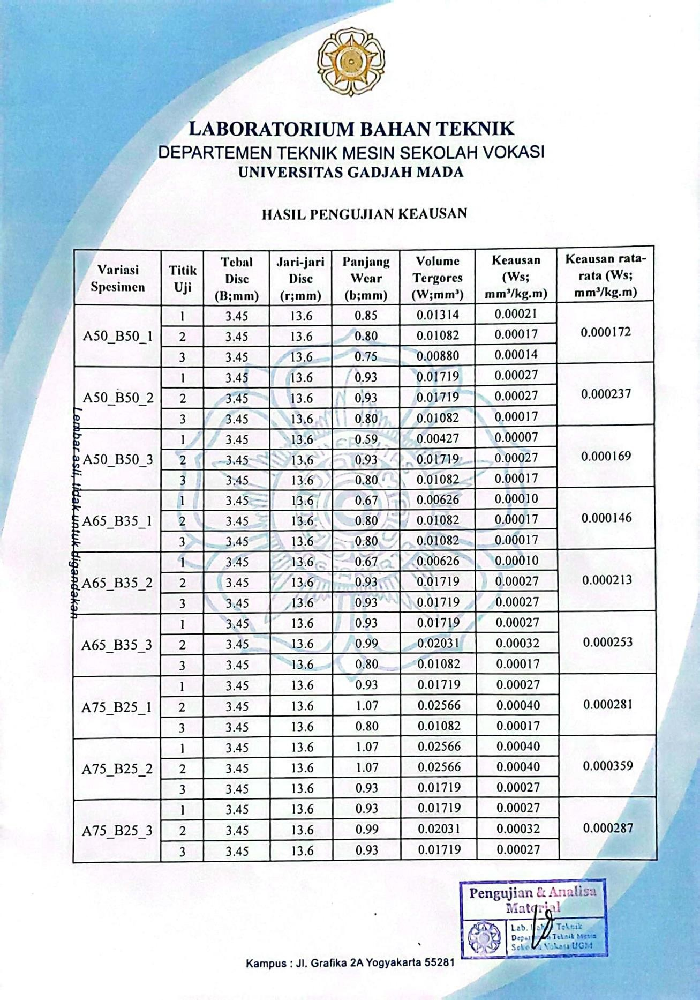 LABORATORIUM BAHAN TEKNIK
DEPARTEMEN TEKNIK MESIN SEKOLAH VOKASI
UNIVERSITAS GADJAH MADA
HASIL PENGUJIAN KEAUSAN
Variasi Spesimen | Titik Uji | Tebal Disc (B;mm) | Jari-jari Disc (r;mm) | Panjang Wear (b;mm) | Volume Tergores (W;mm³) | Keausan (Ws; mm³/kg.m) | Keausan rata-rata (Ws; mm³/kg.m)
A50_B50_1 | 1 | 3.45 | 13.6 | 0.85 | 0.01314 | 0.00021 | 0.000172
2 | 3.45 | 13.6 | 0.80 | 0.01082 | 0.00017
3 | 3.45 | 13.6 | 0.75 | 0.00880 | 0.00014
A50_B50_2 | 1 | 3.45 | 13.6 | 0.93 | 0.01719 | 0.00027 | 0.000237
2 | 3.45 | 13.6 | 0.93 | 0.01719 | 0.00027
3 | 3.45 | 13.6 | 0.80 | 0.01082 | 0.00017
A50_B50_3 | 1 | 3.45 | 13.6 | 0.59 | 0.00427 | 0.00007 | 0.000169
2 | 3.45 | 13.6 | 0.93 | 0.01719 | 0.00027
3 | 3.45 | 13.6 | 0.80 | 0.01082 | 0.00017
A65_B35_1 | 1 | 3.45 | 13.6 | 0.67 | 0.00626 | 0.00010 | 0.000146
2 | 3.45 | 13.6 | 0.80 | 0.01082 | 0.00017
3 | 3.45 | 13.6 | 0.80 | 0.01082 | 0.00017
A65_B35_2 | 1 | 3.45 | 13.6 | 0.67 | 0.00626 | 0.00010 | 0.000213
2 | 3.45 | 13.6 | 0.93 | 0.01719 | 0.00027
3 | 3.45 | 13.6 | 0.93 | 0.01719 | 0.00027
A65_B35_3 | 1 | 3.45 | 13.6 | 0.93 | 0.01719 | 0.00027 | 0.000253
2 | 3.45 | 13.6 | 0.99 | 0.02031 | 0.00032
3 | 3.45 | 13.6 | 0.80 | 0.01082 | 0.00017
A75_B25_1 | 1 | 3.45 | 13.6 | 0.93 | 0.01719 | 0.00027 | 0.000281
2 | 3.45 | 13.6 | 1.07 | 0.02566 | 0.00040
3 | 3.45 | 13.6 | 0.80 | 0.01082 | 0.00017
A75_B25_2 | 1 | 3.45 | 13.6 | 1.07 | 0.02566 | 0.00040 | 0.000359
2 | 3.45 | 13.6 | 1.07 | 0.02566 | 0.00040
3 | 3.45 | 13.6 | 0.93 | 0.01719 | 0.00027
A75_B25_3 | 1 | 3.45 | 13.6 | 0.93 | 0.01719 | 0.00027 | 0.000287
2 | 3.45 | 13.6 | 0.99 | 0.02031 | 0.00032
3 | 3.45 | 13.6 | 0.93 | 0.01719 | 0.00027
Lembar asli, tidak untuk digandakan
Pengujian & Analisa
Material
Lab. Bahan Teknik
Departemen Teknik Mesin
Sekolah Vokasi UGM
Kampus : Jl. Grafika 2A Yogyakarta 55281